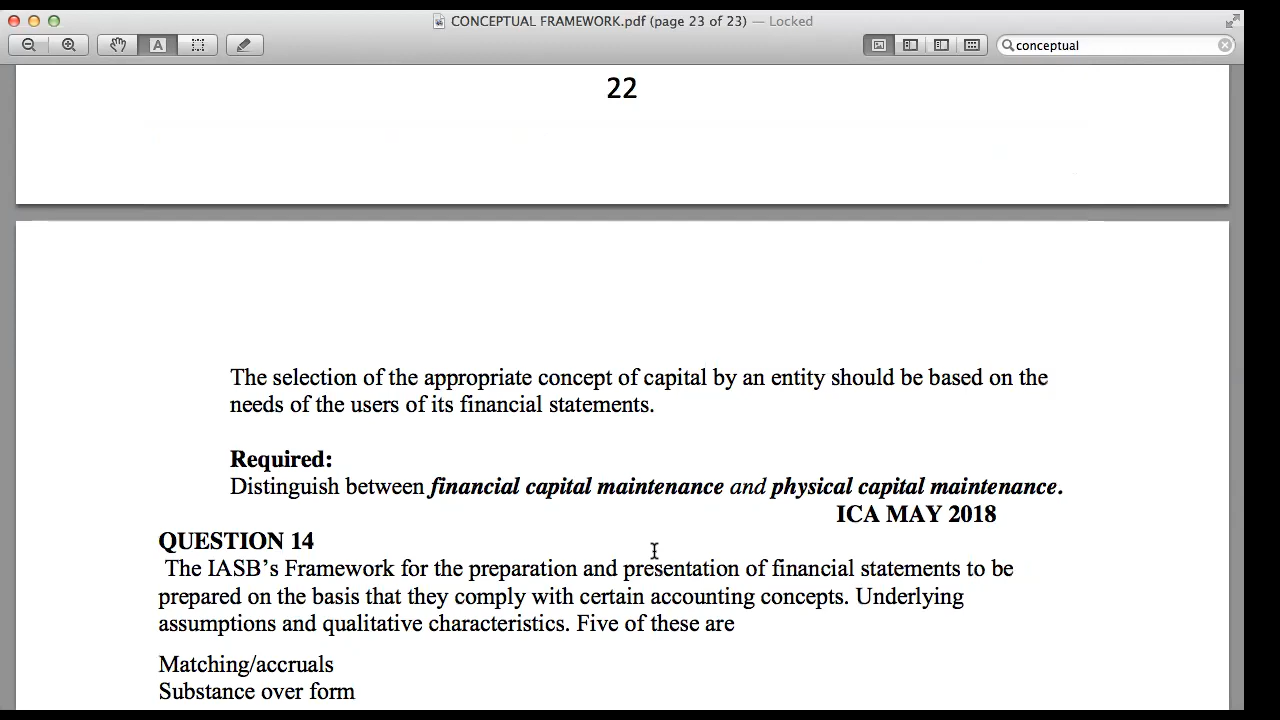 CONCEPTUAL FRAMEWORK.pdf (page 23 of 23) — Locked
conceptual
22
The selection of the appropriate concept of capital by an entity should be based on the
needs of the users of its financial statements.
Required:
Distinguish between financial capital maintenance and physical capital maintenance.
ICA MAY 2018
QUESTION 14
The IASB's Framework for the preparation and presentation of financial statements to be
prepared on the basis that they comply with certain accounting concepts. Underlying
assumptions and qualitative characteristics. Five of these are
Matching/accruals
Substance over form